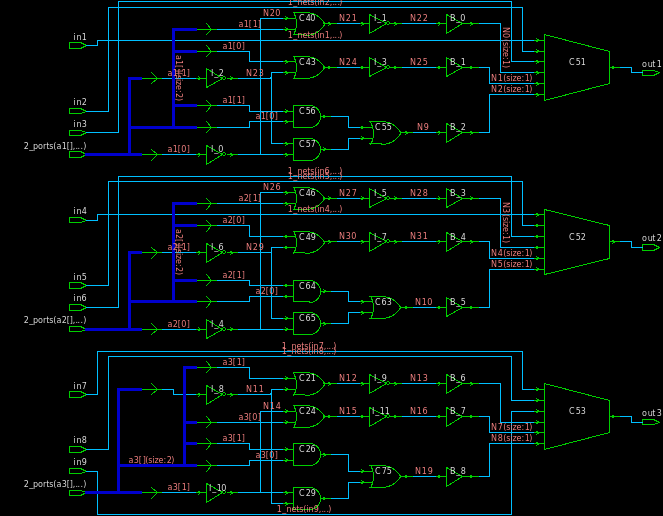 1_nets(in2,...)
N20
C40
N21
I_1
N22
B_0
a1[1]
in1
1_nets(in1,...)
N0(size:1)
a1[0]
C43
N24
I_3
N25
B_1
C51
out1
a1[](size:2)
a1[1]
I_2
N23
N1(size:1)
N2(size:1)
in2
a1[1]
C56
a1[0]
in3
C55
N9
B_2
2_ports(a1[],...)
a1[0]
I_0
C57
1_nets(in6,...)
N26
C46
N27
I_5
N28
B_3
a2[1]
in4
1_nets(in4,...)
N3(size:1)
a2[0]
C49
N30
I_7
N31
B_4
C52
out2
a2[](size:2)
a2[1]
I_6
N29
N4(size:1)
N5(size:1)
in5
a2[1]
C64
a2[0]
in6
C63
N10
B_5
2_ports(a2[],...)
a2[0]
I_4
C65
1_nets(in7,...)
1_nets(in8,...)
a3[1]
C21
N12
I_9
N13
B_6
in7
I_8
N11
N14
C24
N15
I_11
N16
B_7
C53
out3
a3[0]
N7(size:1)
N8(size:1)
in8
a3[1]
C26
a3[0]
in9
a3[](size:2)
C75
N19
B_8
2_ports(a3[],...)
a3[1]
I_10
C29
1_nets(in9,...)